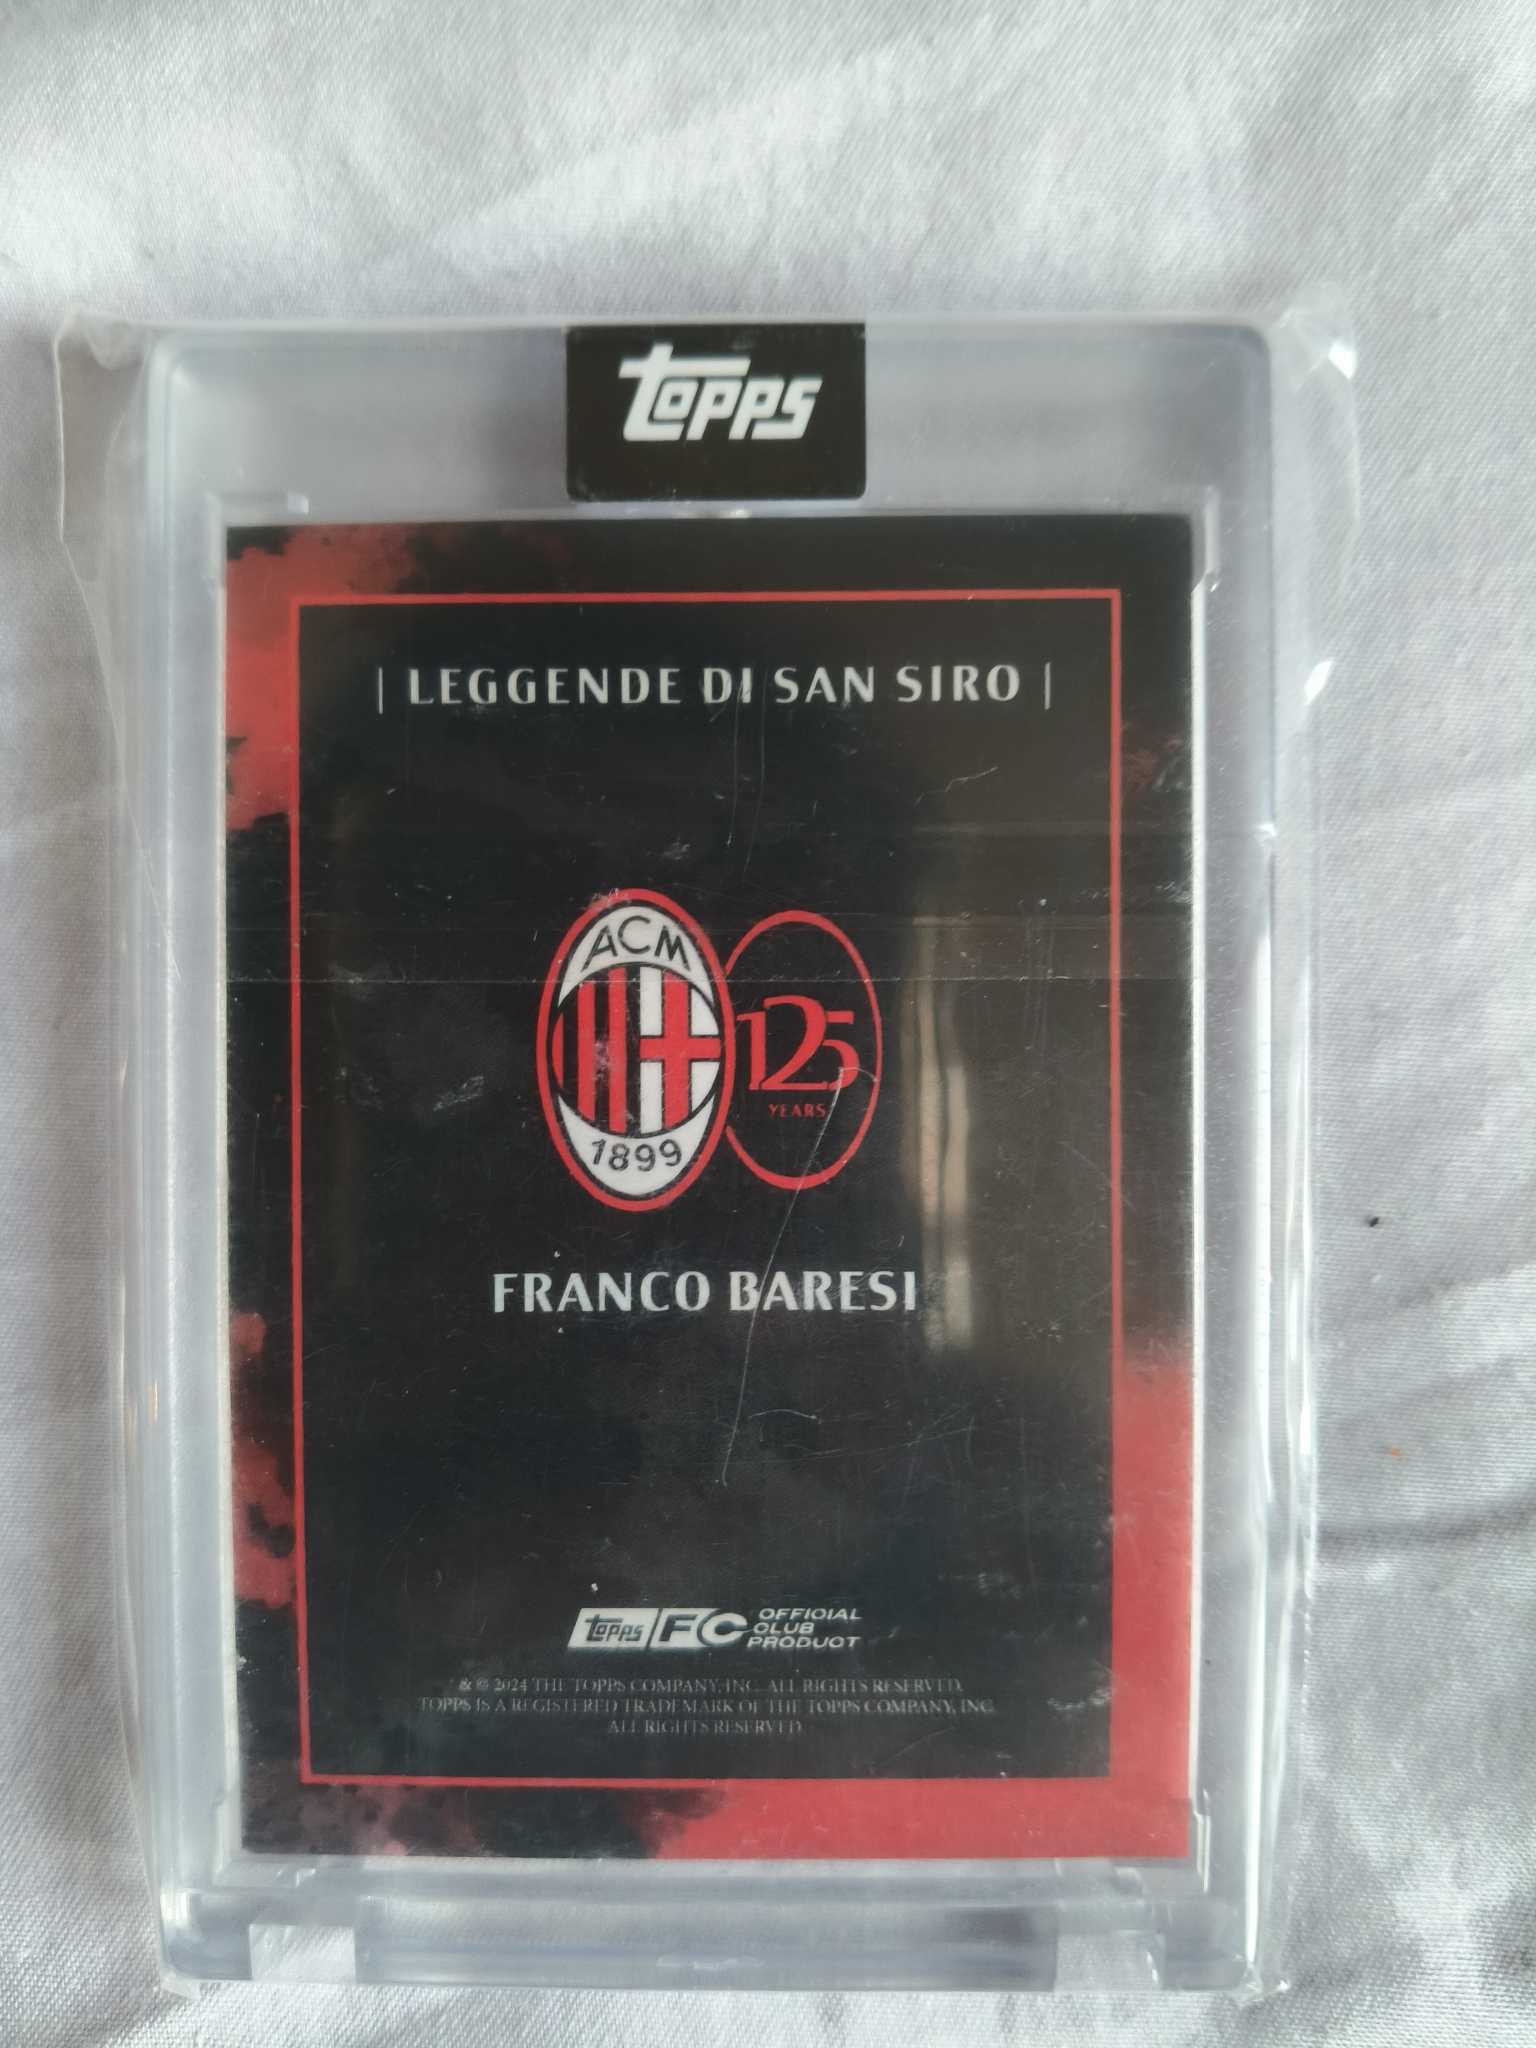 Topps
| LEGGENDE DI SAN SIRO |
ACM
1899
125
YEARS
FRANCO BARESI
Topps FC OFFICIAL
CLUB
PRODUCT
® & © 2024 THE TOPPS COMPANY, INC. ALL RIGHTS RESERVED.
TOPPS IS A REGISTERED TRADEMARK OF THE TOPPS COMPANY, INC.
ALL RIGHTS RESERVED.